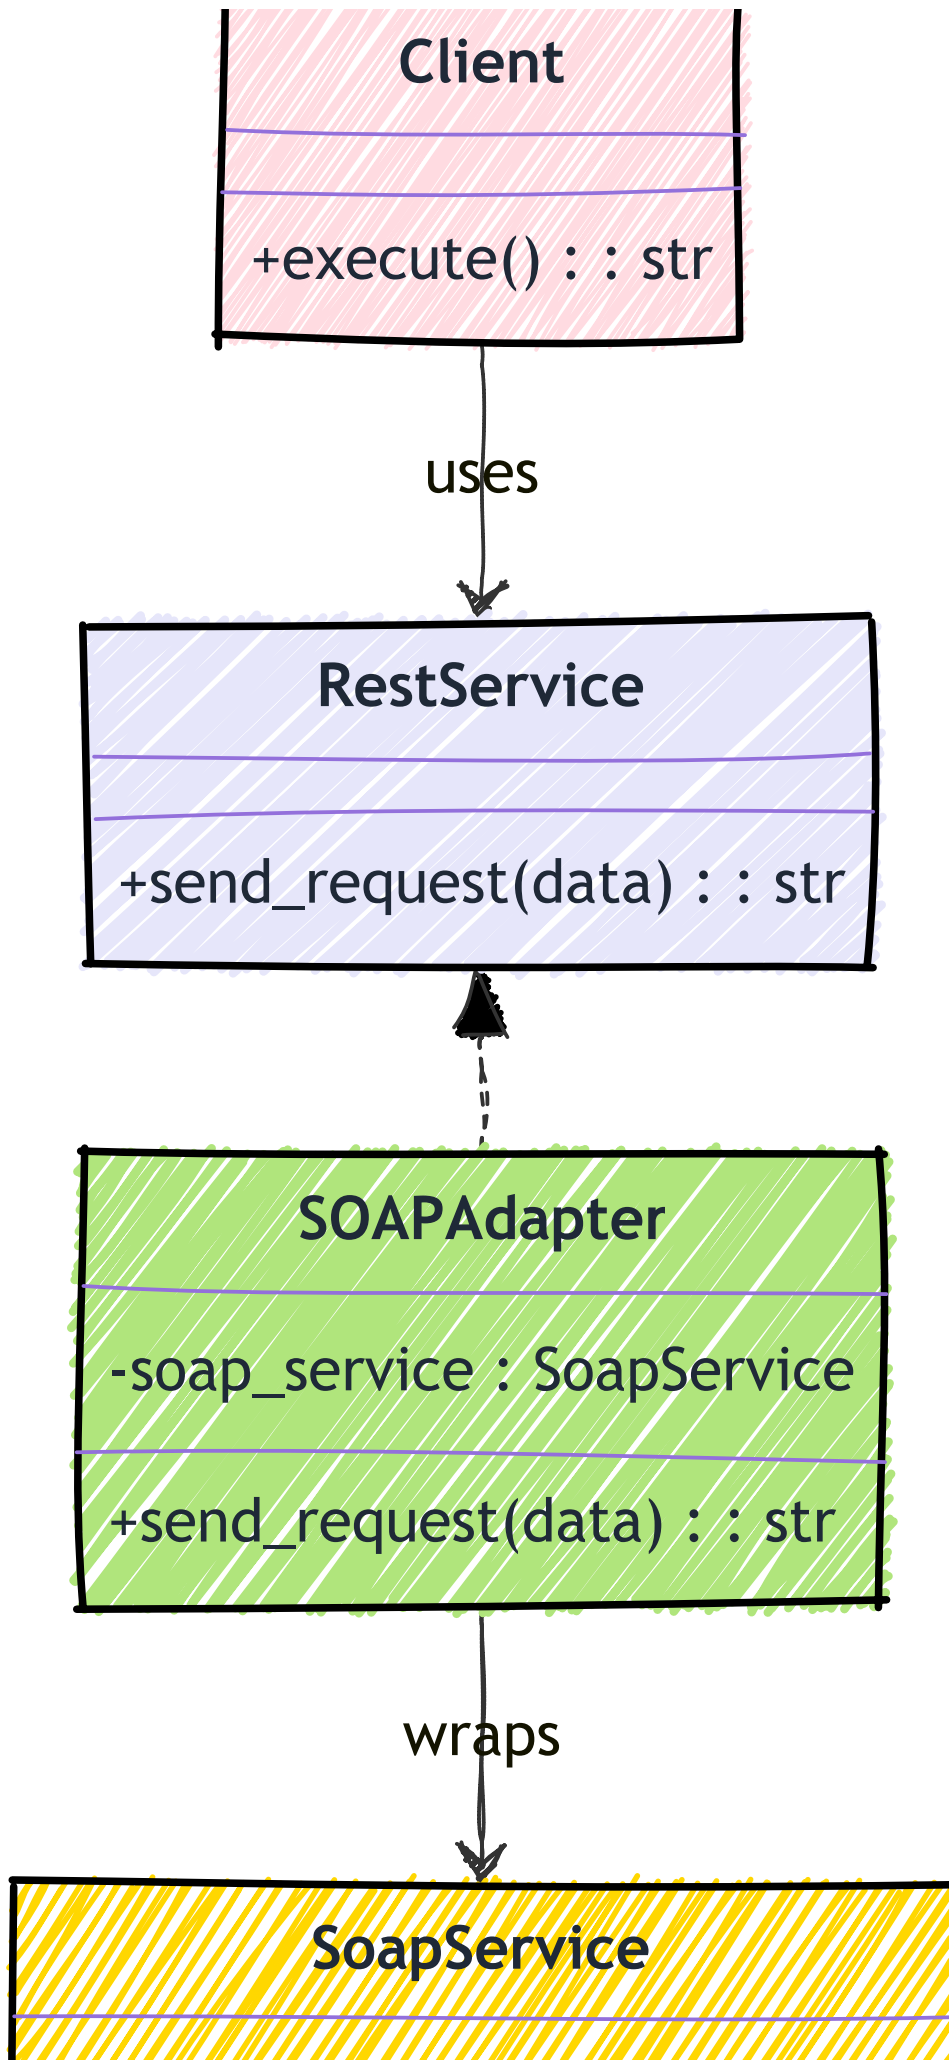 Client
+execute() : : str
uses
RestService
+send_request(data) : : str
SOAPAdapter
-soap_service : SoapService
+send_request(data) : : str
wraps
SoapService